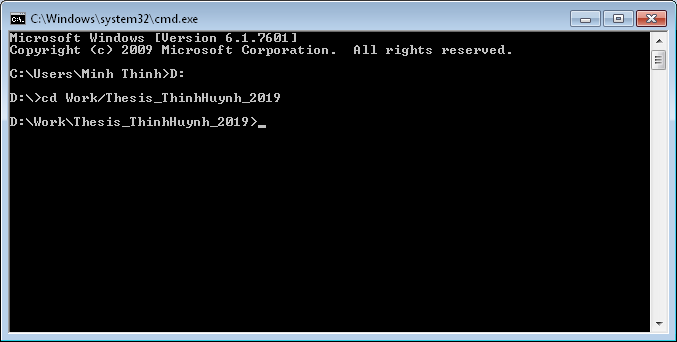 C:\Windows\system32\cmd.exe
Microsoft Windows [Version 6.1.7601]
Copyright (c) 2009 Microsoft Corporation.  All rights reserved.
C:\Users\Minh Thinh>D:
D:\>cd Work/Thesis_ThinhHuynh_2019
D:\Work\Thesis_ThinhHuynh_2019>_